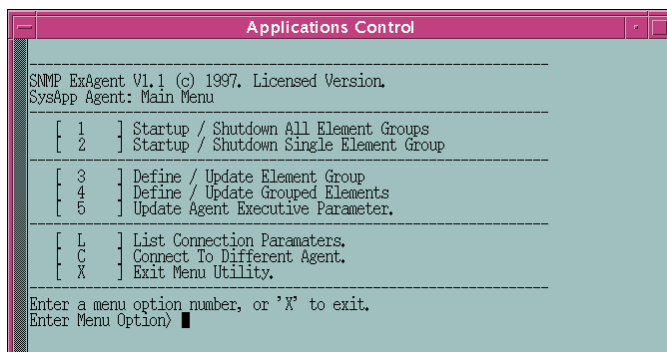 Applications Control
SNMP ExAgent V1.1 (c) 1997. Licensed Version.
SysApp Agent: Main Menu
[ 1 ] Startup / Shutdown All Element Groups
[ 2 ] Startup / Shutdown Single Element Group
[ 3 ] Define / Update Element Group
[ 4 ] Define / Update Grouped Elements
[ 5 ] Update Agent Executive Parameter.
[ L ] List Connection Paramaters.
[ C ] Connect To Different Agent.
[ X ] Exit Menu Utility.
Enter a menu option number, or 'X' to exit.
Enter Menu Option>